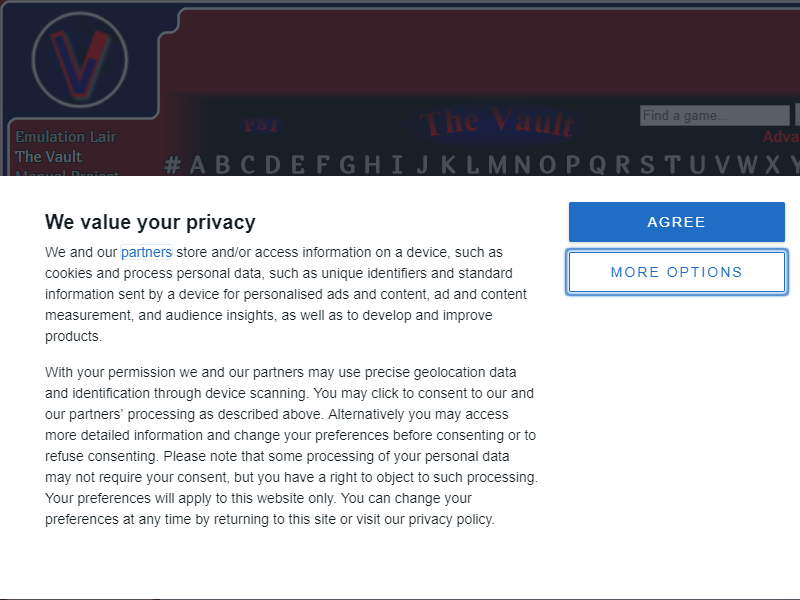 V
PS1
The Vault
Find a game...
Emulation Lair
The Vault
Manual Project
# A B C D E F G H I J K L M N O P Q R S T U V W X Y
We value your privacy
We and our partners store and/or access information on a device, such as
cookies and process personal data, such as unique identifiers and standard
information sent by a device for personalised ads and content, ad and content
measurement, and audience insights, as well as to develop and improve
products.
With your permission we and our partners may use precise geolocation data
and identification through device scanning. You may click to consent to our and
our partners’ processing as described above. Alternatively you may access
more detailed information and change your preferences before consenting or to
refuse consenting. Please note that some processing of your personal data
may not require your consent, but you have a right to object to such processing.
Your preferences will apply to this website only. You can change your
preferences at any time by returning to this site or visit our privacy policy.
AGREE
MORE OPTIONS